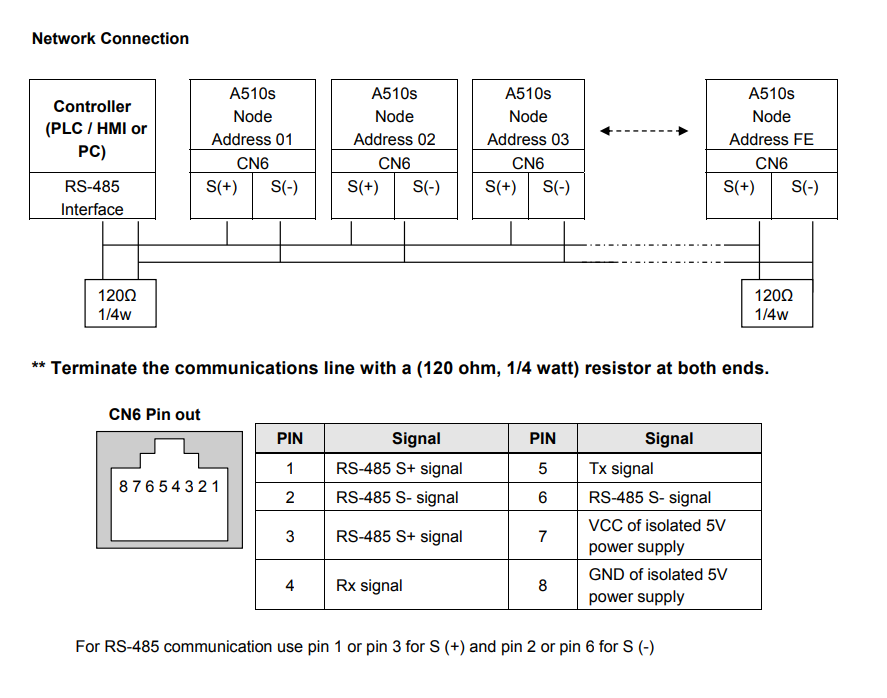 Network Connection
Controller
(PLC / HMI or
PC)
RS-485
Interface
A510s
Node
Address 01
CN6
S(+) S(-)
A510s
Node
Address 02
CN6
S(+) S(-)
A510s
Node
Address 03
CN6
S(+) S(-)
A510s
Node
Address FE
CN6
S(+) S(-)
120Ω
1/4w
120Ω
1/4w
** Terminate the communications line with a (120 ohm, 1/4 watt) resistor at both ends.
CN6 Pin out
8 7 6 5 4 3 2 1
PIN Signal PIN Signal
1 RS-485 S+ signal 5 Tx signal
2 RS-485 S- signal 6 RS-485 S- signal
3 RS-485 S+ signal 7 VCC of isolated 5V
power supply
4 Rx signal 8 GND of isolated 5V
power supply
For RS-485 communication use pin 1 or pin 3 for S (+) and pin 2 or pin 6 for S (-)